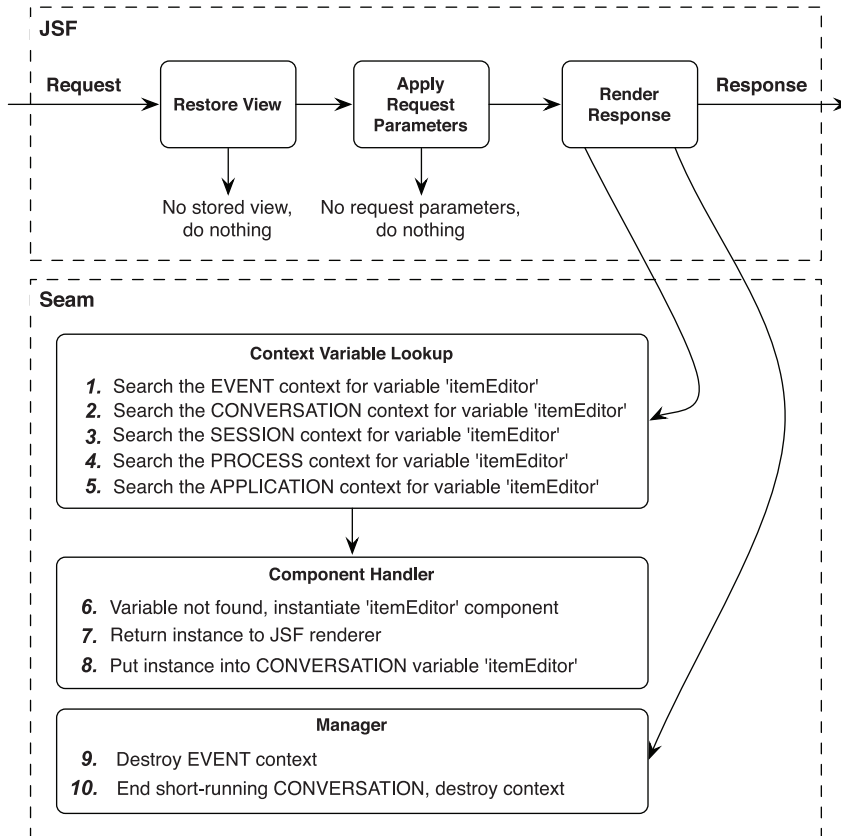 JSF
Request
Restore View
Apply
Request
Parameters
Render
Response
Response
No stored view,
do nothing
No request parameters,
do nothing
Seam
Context Variable Lookup
1. Search the EVENT context for variable 'itemEditor'
2. Search the CONVERSATION context for variable 'itemEditor'
3. Search the SESSION context for variable 'itemEditor'
4. Search the PROCESS context for variable 'itemEditor'
5. Search the APPLICATION context for variable 'itemEditor'
Component Handler
6. Variable not found, instantiate 'itemEditor' component
7. Return instance to JSF renderer
8. Put instance into CONVERSATION variable 'itemEditor'
Manager
9. Destroy EVENT context
10. End short-running CONVERSATION, destroy context